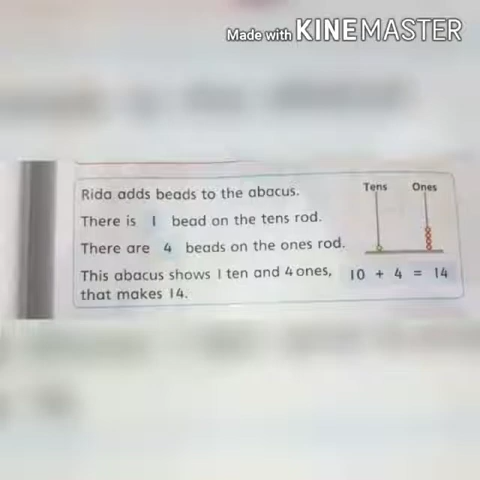 Made with KINEMASTER
Rida adds beads to the abacus.
There is 1 bead on the tens rod.
There are 4 beads on the ones rod.
This abacus shows 1 ten and 4 ones,
that makes 14.
Tens Ones
10 + 4 = 14